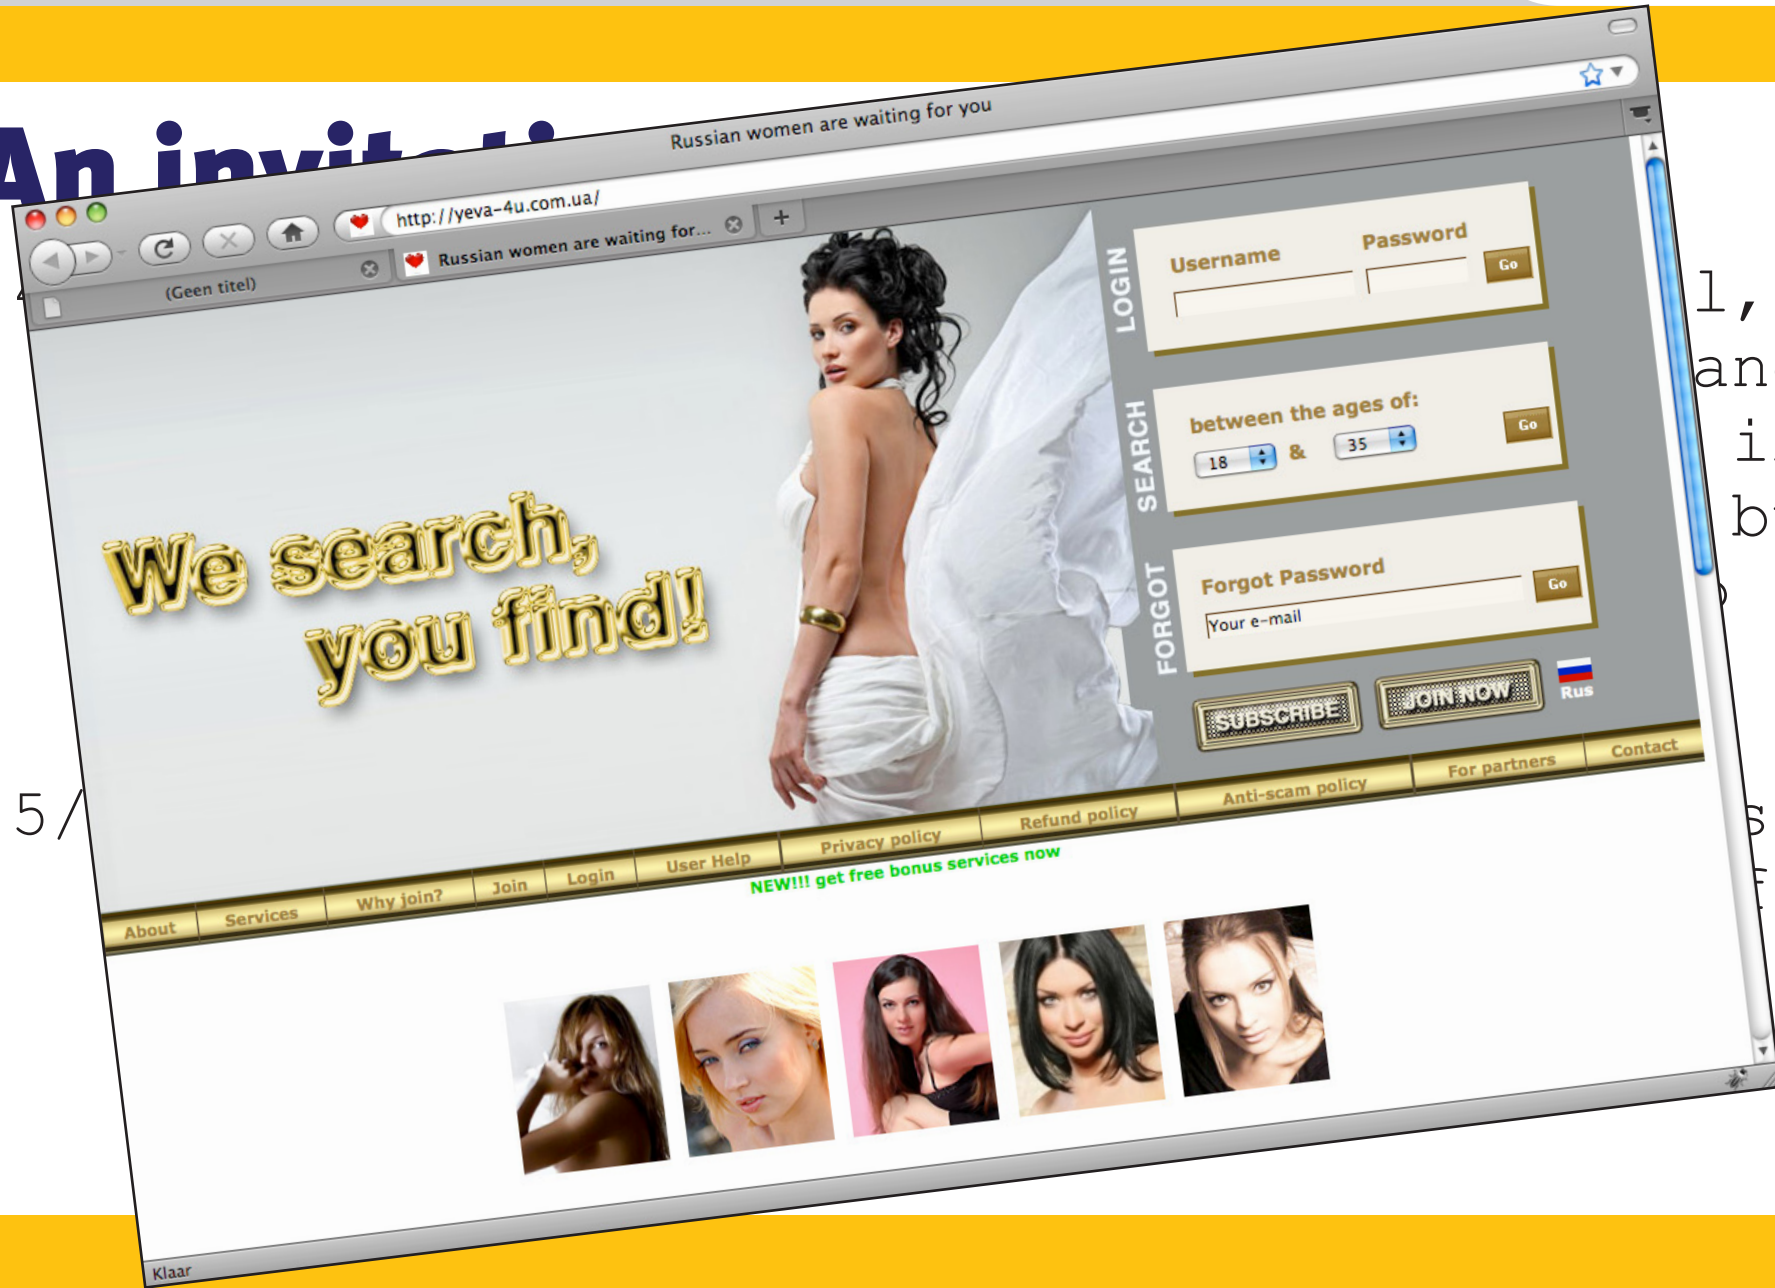 An
Russian women are waiting for you
http://yeva-4u.com.ua/
(Geen titel)
Russian women are waiting for...
LOGIN
Username
Password
Go
SEARCH
between the ages of:
18 & 35
Go
FORGOT
Forgot Password
Your e-mail
Go
SUBSCRIBE
JOIN NOW
Rus
We search,
you find!
About
Services
Why join?
Join
Login
User Help
Privacy policy
Refund policy
Anti-scam policy
For partners
Contact
NEW!!! get free bonus services now
l,
5/
Klaar